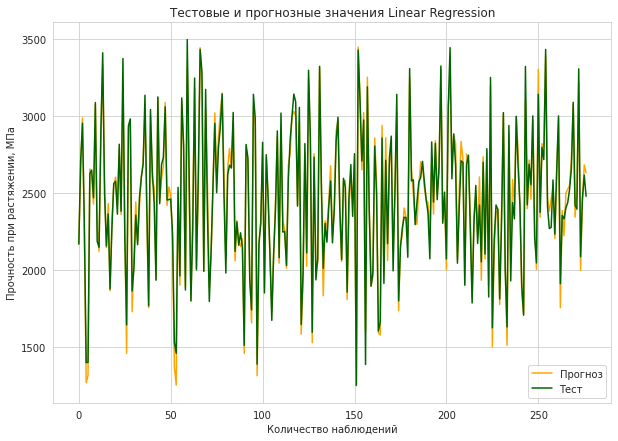 Тестовые и прогнозные значения Linear Regression
Прочность при растяжении, МПа
3500
3000
2500
2000
1500
0
50
100
150
200
250
Количество наблюдений
Прогноз
Тест